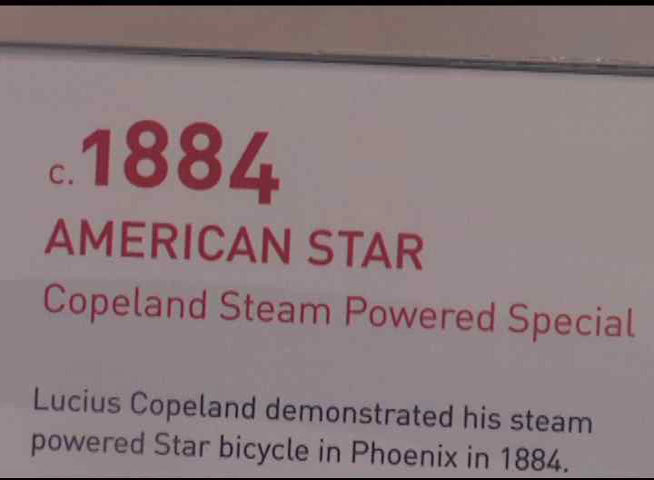 c. 1884
AMERICAN STAR
Copeland Steam Powered Special
Lucius Copeland demonstrated his steam
powered Star bicycle in Phoenix in 1884.